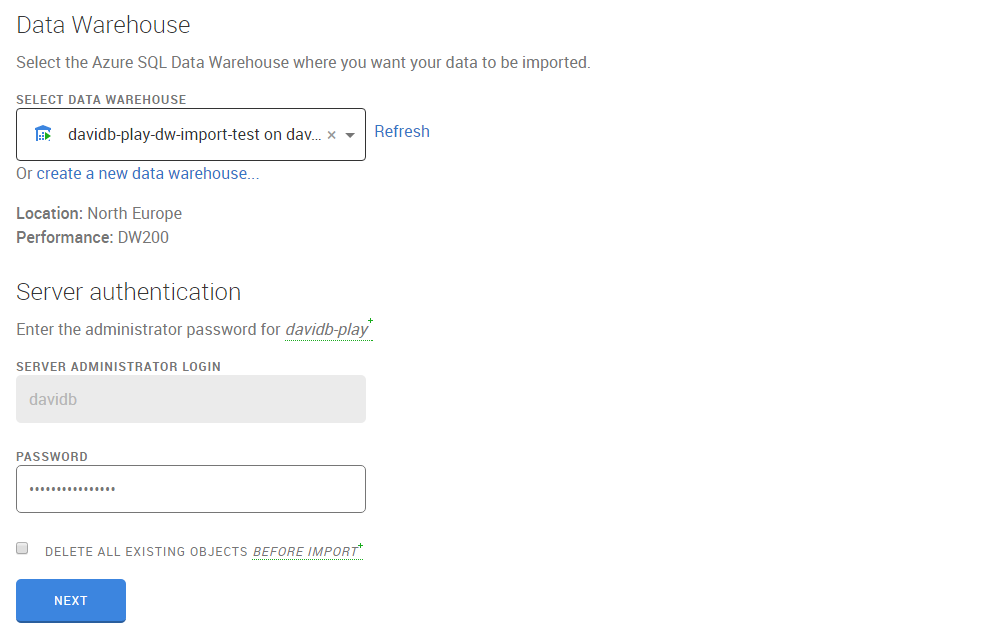 Data Warehouse
Select the Azure SQL Data Warehouse where you want your data to be imported.
SELECT DATA WAREHOUSE
davidb-play-dw-import-test on dav... × Refresh
Or create a new data warehouse...
Location: North Europe
Performance: DW200
Server authentication
Enter the administrator password for davidb-play+
SERVER ADMINISTRATOR LOGIN
davidb
PASSWORD
••••••••••••••••
DELETE ALL EXISTING OBJECTS BEFORE IMPORT+
NEXT